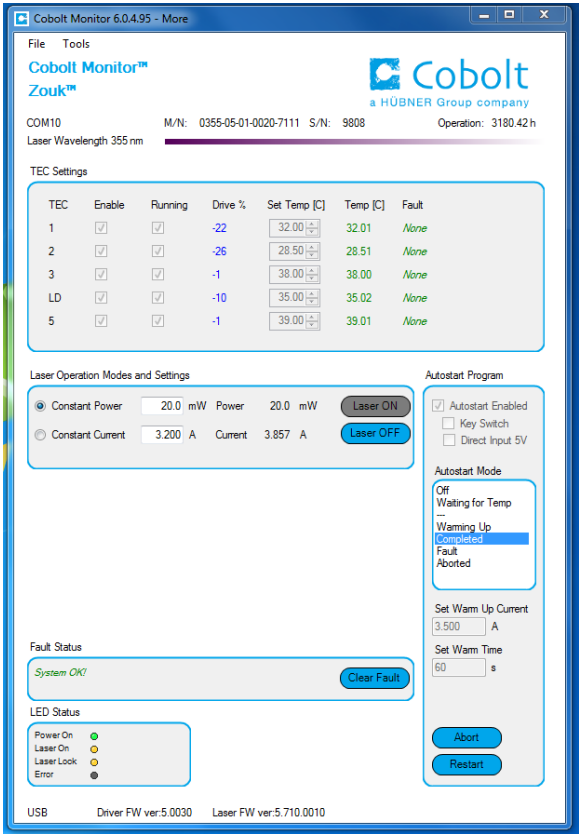 Cobolt Monitor 6.0.4.95 - More
File Tools
Cobolt Monitor™
Zouk™
Cobolt
a HÜBNER Group company
COM10 M/N: 0355-05-01-0020-7111 S/N: 9808 Operation: 3180.42 h
Laser Wavelength 355 nm
TEC Settings
TEC Enable Running Drive % Set Temp [C] Temp [C] Fault
1 -22 32.00 32.01 None
2 -26 28.50 28.51 None
3 -1 38.00 38.00 None
LD -10 35.00 35.02 None
5 -1 39.00 39.01 None
Laser Operation Modes and Settings
Constant Power 20.0 mW Power 20.0 mW Laser ON
Constant Current 3.200 A Current 3.857 A Laser OFF
Autostart Program
Autostart Enabled
Key Switch
Direct Input 5V
Autostart Mode
Off
Waiting for Temp
---
Warming Up
Completed
Fault
Aborted
Set Warm Up Current
3.500 A
Set Warm Time
60 s
Abort
Restart
Fault Status
System OK!
Clear Fault
LED Status
Power On
Laser On
Laser Lock
Error
USB Driver FW ver:5.0030 Laser FW ver:5.710.0010